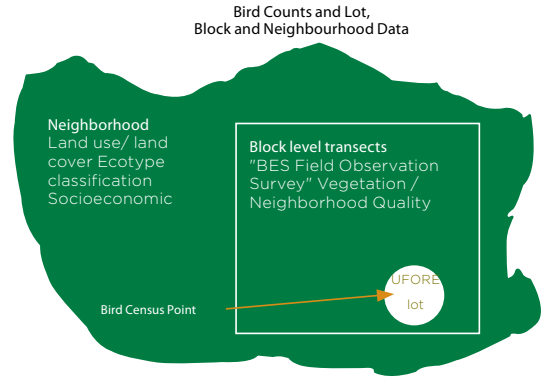 Bird Counts and Lot,
Block and Neighbourhood Data
Neighborhood
Land use/ land
cover Ecotype
classification
Socioeconomic
Block level transects
"BES Field Observation
Survey" Vegetation /
Neighborhood Quality
UFORE
lot
Bird Census Point